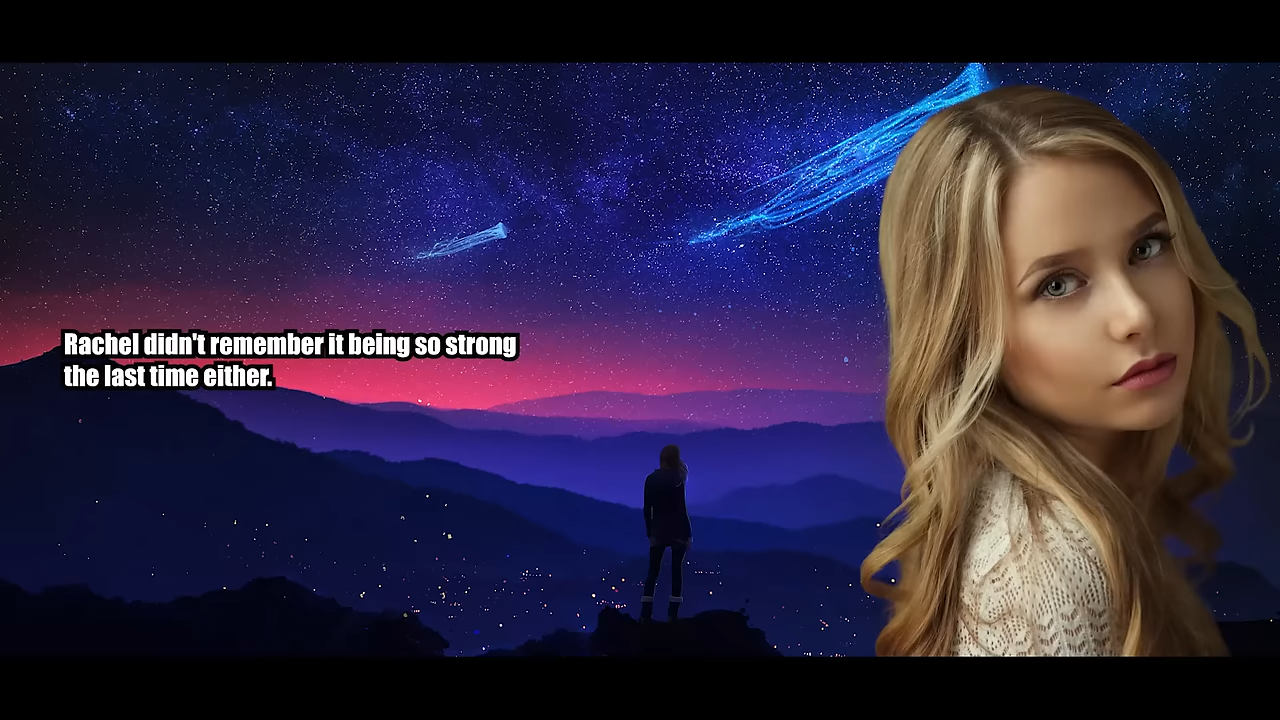 Rachel didn't remember it being so strong
the last time either.